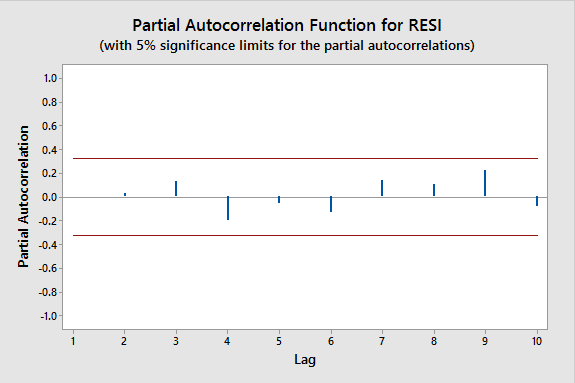 Partial Autocorrelation Function for RESI
(with 5% significance limits for the partial autocorrelations)
Partial Autocorrelation
1.0
0.8
0.6
0.4
0.2
0.0
-0.2
-0.4
-0.6
-0.8
-1.0
1 2 3 4 5 6 7 8 9 10
Lag